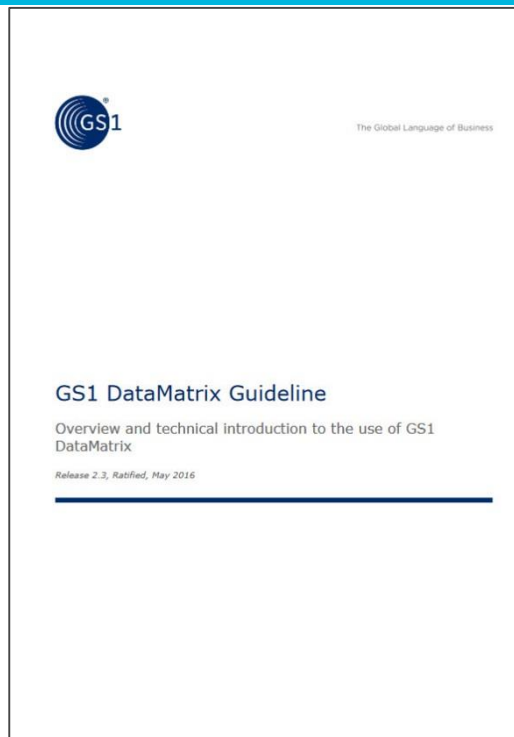 GS1
The Global Language of Business
GS1 DataMatrix Guideline
Overview and technical introduction to the use of GS1
DataMatrix
Release 2.3, Ratified, May 2016